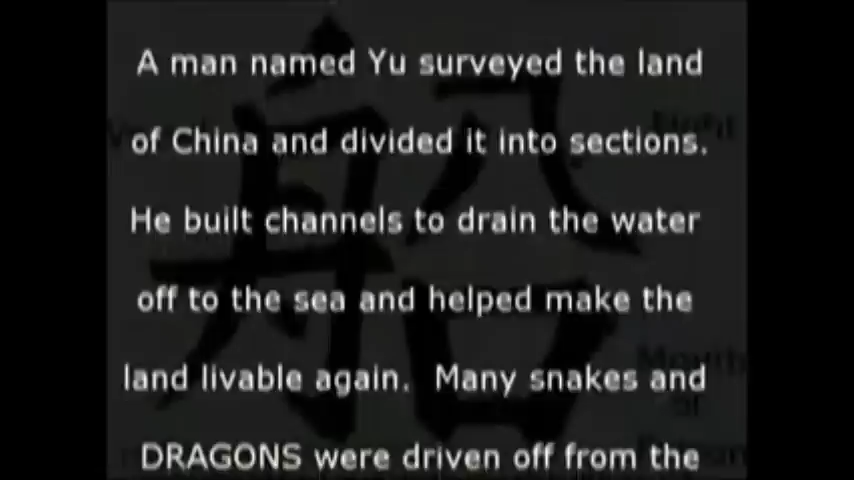 A man named Yu surveyed the land
of China and divided it into sections.
He built channels to drain the water
off to the sea and helped make the
land livable again.  Many snakes and
DRAGONS were driven off from the
船
Mouth